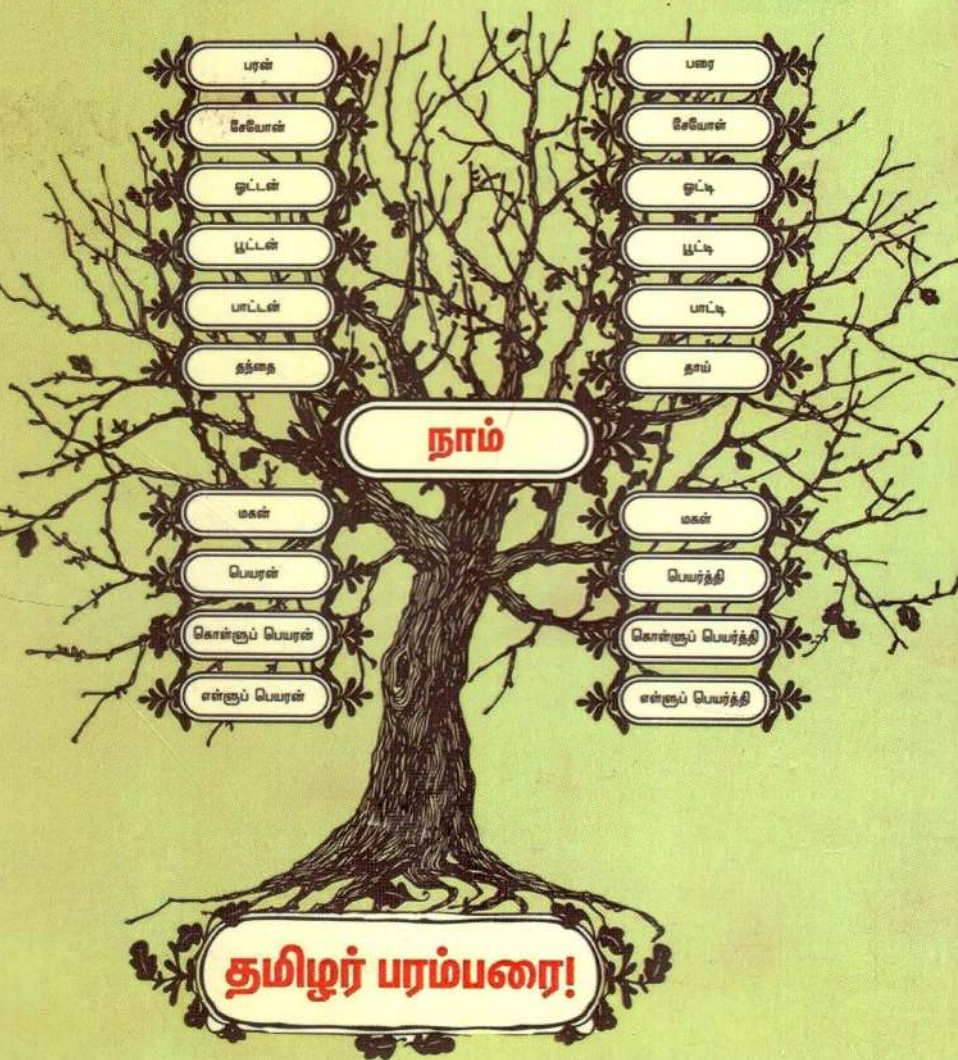 பரன்
பரை
சேயோன்
சேயோள்
ஓட்டன்
ஓட்டி
பூட்டன்
பூட்டி
பாட்டன்
பாட்டி
தந்தை
தாய்
நாம்
மகன்
மகள்
பெயரன்
பெயர்த்தி
கொள்ளுப் பெயரன்
கொள்ளுப் பெயர்த்தி
எள்ளுப் பெயரன்
எள்ளுப் பெயர்த்தி
தமிழர் பரம்பரை!